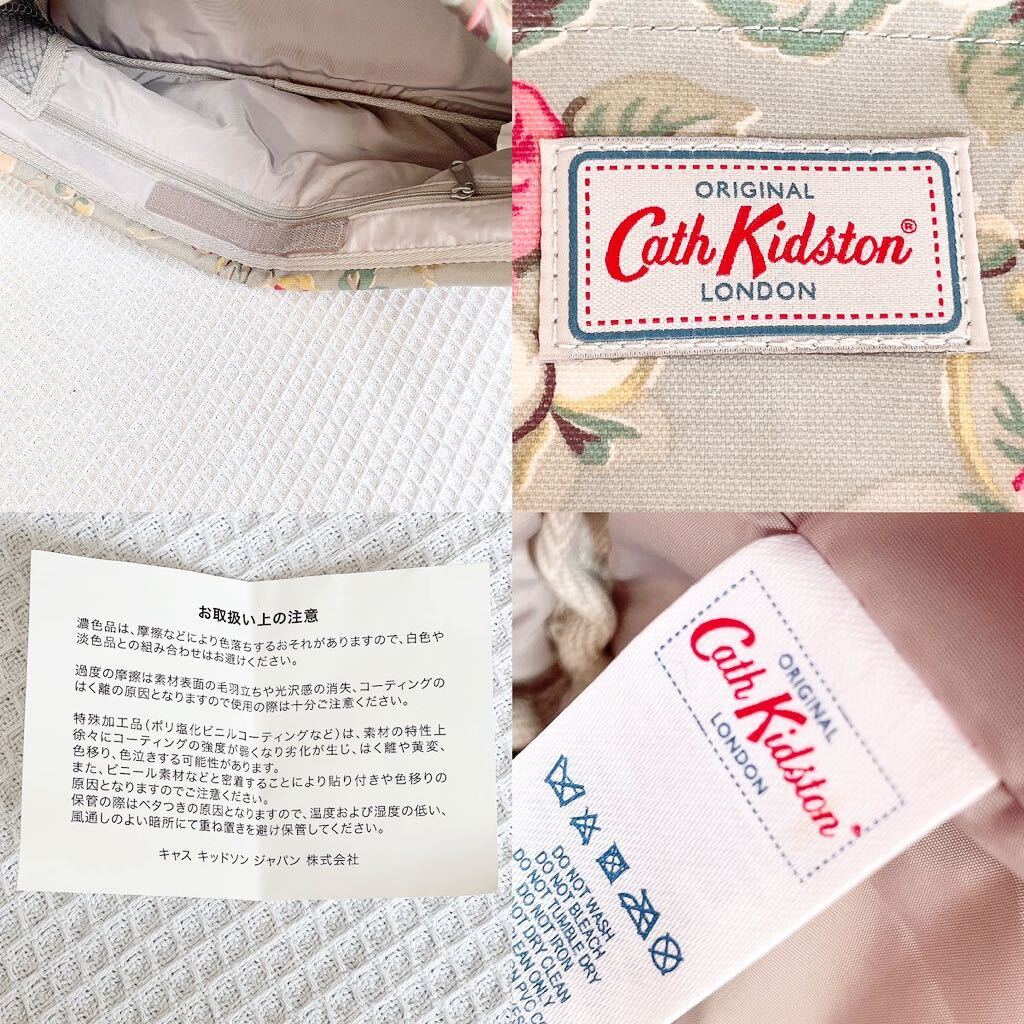 ORIGINAL
Cath Kidston®
LONDON
お取扱い上の注意
濃色品は、摩擦などにより色落ちするおそれがありますので、白色や
淡色品との組み合わせはお避けください。
過度の摩擦は素材表面の毛羽立ちや光沢感の消失、コーティングの
はく離の原因となりますので使用の際は十分ご注意ください。
特殊加工品(ポリ塩化ビニルコーティングなど)は、素材の特性上
徐々にコーティングの強度が弱くなり劣化が生じ、はく離や黄変、
色移り、色泣きする可能性があります。
また、ビニール素材などと密着することにより貼り付きや色移りの
原因となりますのでご注意ください。
保管の際はベタつきの原因となりますので、温度および湿度の低い、
風通しのよい暗所にて重ね置きを避け保管してください。
キャス キッドソン ジャパン 株式会社
ORIGINAL
Cath Kidston
LONDON
DO NOT WASH
DO NOT BLEACH
DO NOT TUMBLE DRY
DO NOT IRON
NOT DRY CLEAN
EAN ONLY
PVC